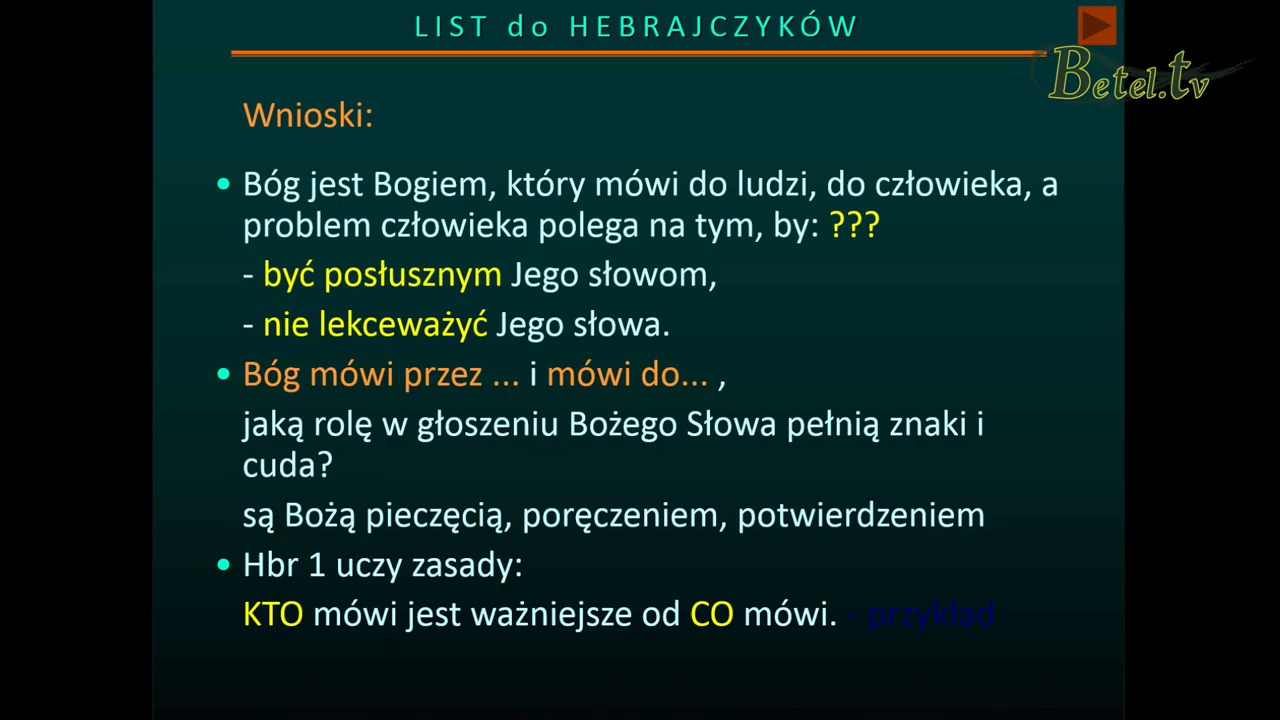 LIST do HEBRAJCZYKÓW
Betel.tv
Wnioski:
• Bóg jest Bogiem, który mówi do ludzi, do człowieka, a
problem człowieka polega na tym, by: ???
- być posłusznym Jego słowom,
- nie lekceważyć Jego słowa.
• Bóg mówi przez ... i mówi do... ,
jaką rolę w głoszeniu Bożego Słowa pełnią znaki i
cuda?
są Bożą pieczęcią, poręczeniem, potwierdzeniem
• Hbr 1 uczy zasady:
KTO mówi jest ważniejsze od CO mówi. - przykład